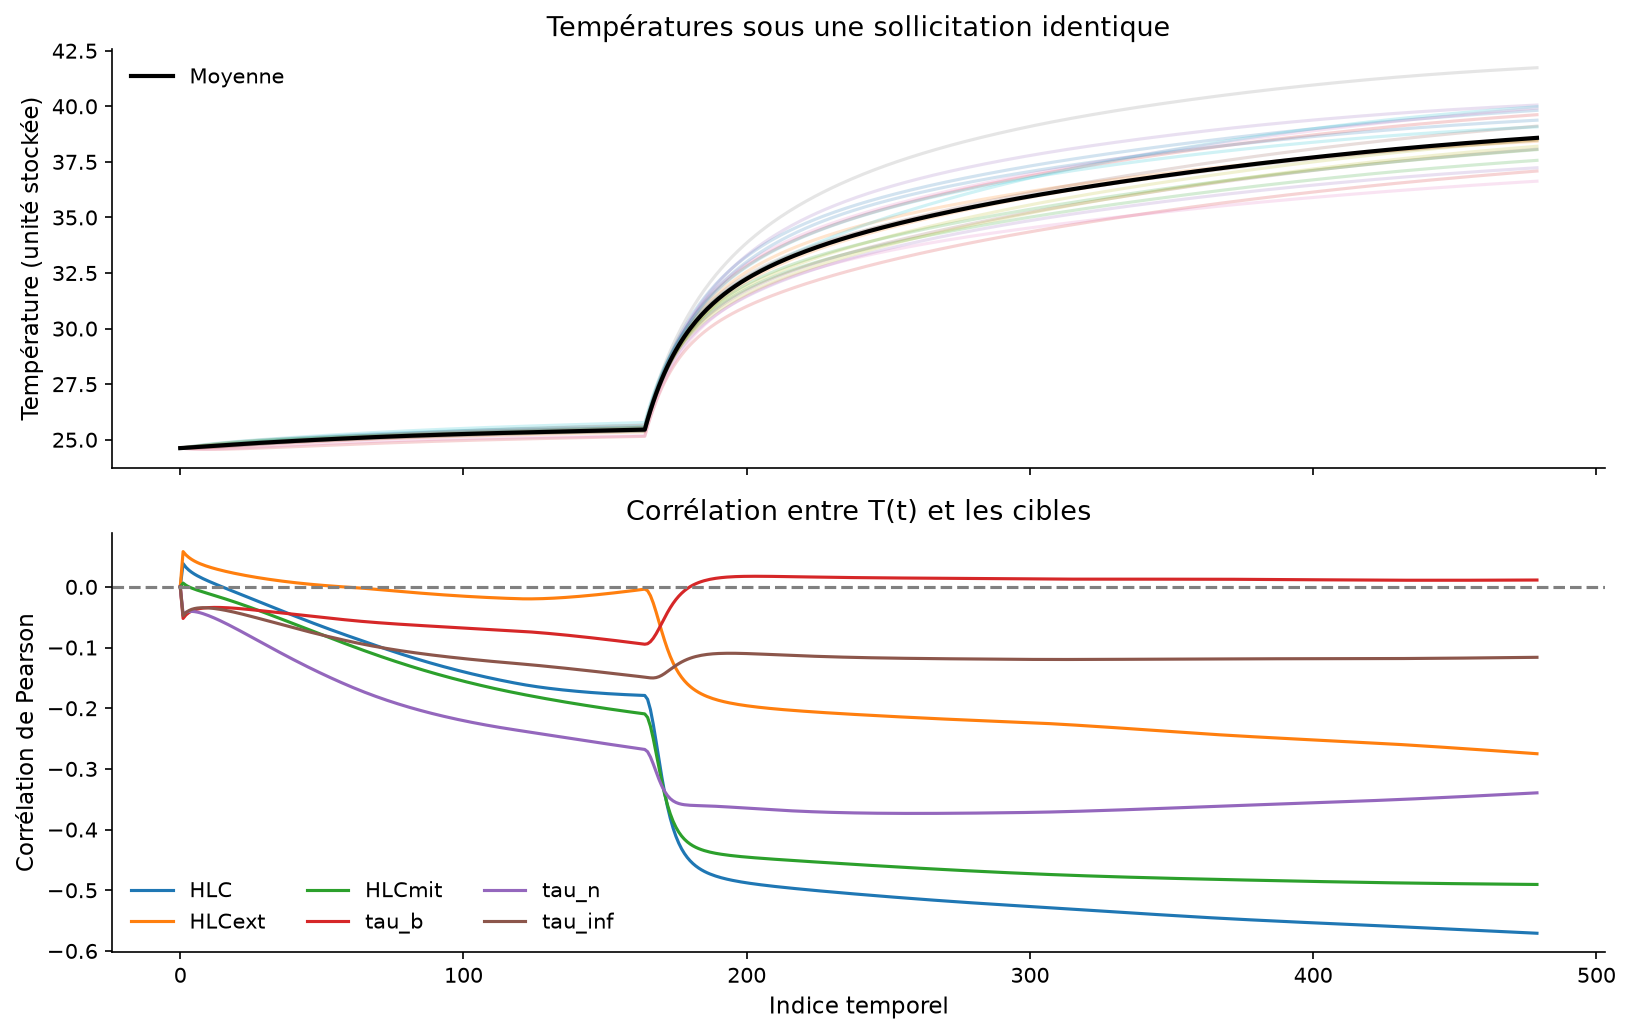 Températures sous une sollicitation identique
42.5
40.0
37.5
35.0
32.5
30.0
27.5
25.0
Température (unité stockée)
Moyenne
Corrélation entre T(t) et les cibles
0.0
−0.1
−0.2
−0.3
−0.4
−0.5
−0.6
Corrélation de Pearson
HLC HLCmit tau_n
HLCext tau_b tau_inf
0 100 200 300 400 500
Indice temporel